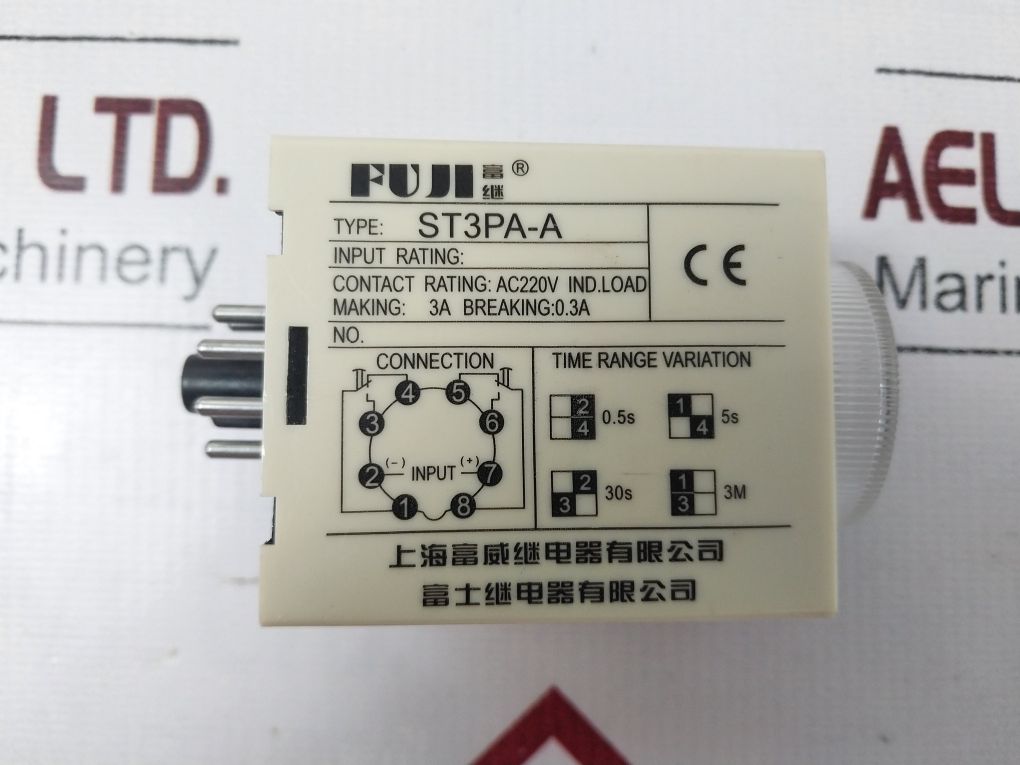 LTD.
chinery
AEL
Marin
FUJI 富继 ®
TYPE: ST3PA-A
INPUT RATING:
CONTACT RATING: AC220V IND.LOAD
MAKING: 3A BREAKING:0.3A
CE
NO.
CONNECTION
4 5
3 6
2 (-) INPUT (+) 7
1 8
TIME RANGE VARIATION
2 4 0.5s
1 4 5s
2 3 30s
1 3 3M
上海富威继电器有限公司
富士继电器有限公司